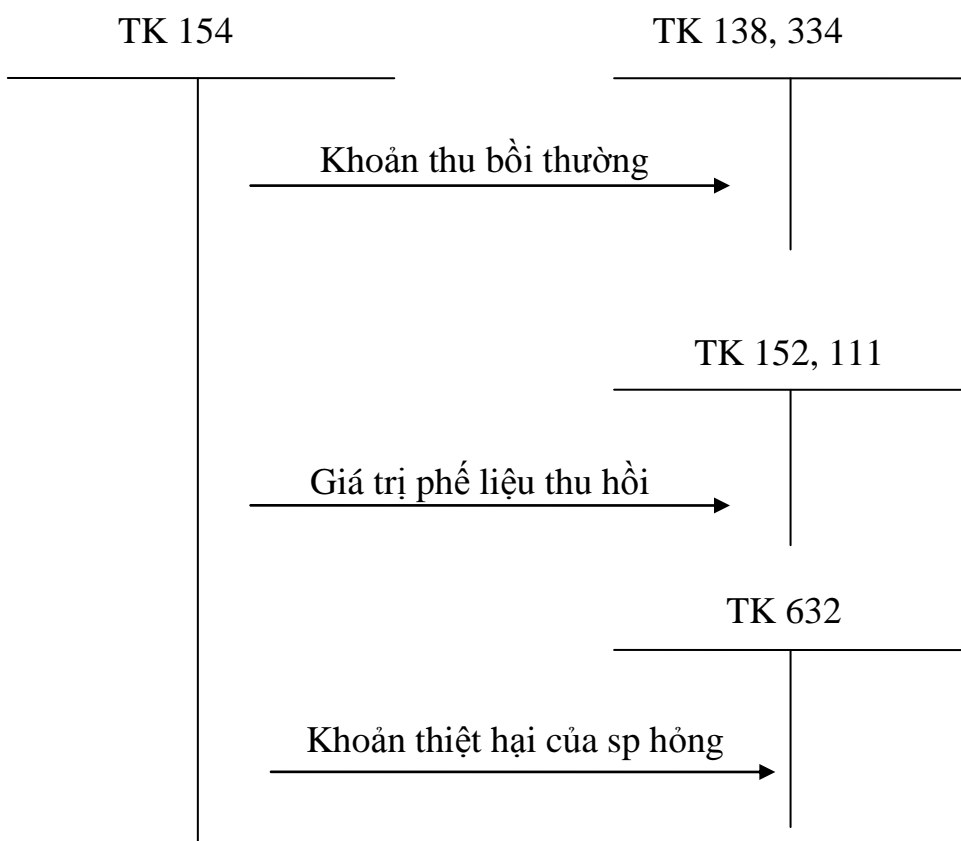 TK 154
TK 138, 334
Khoản thu bồi thường
TK 152, 111
Giá trị phế liệu thu hồi
TK 632
Khoản thiệt hại của sp hỏng